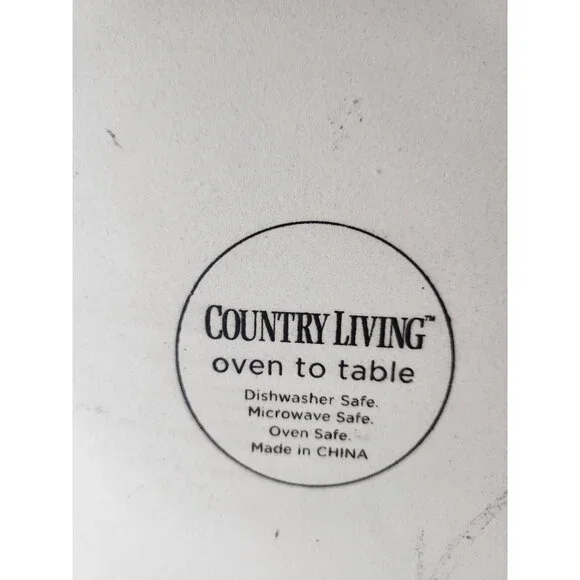 COUNTRY LIVING™
oven to table
Dishwasher Safe.
Microwave Safe.
Oven Safe.
Made in CHINA